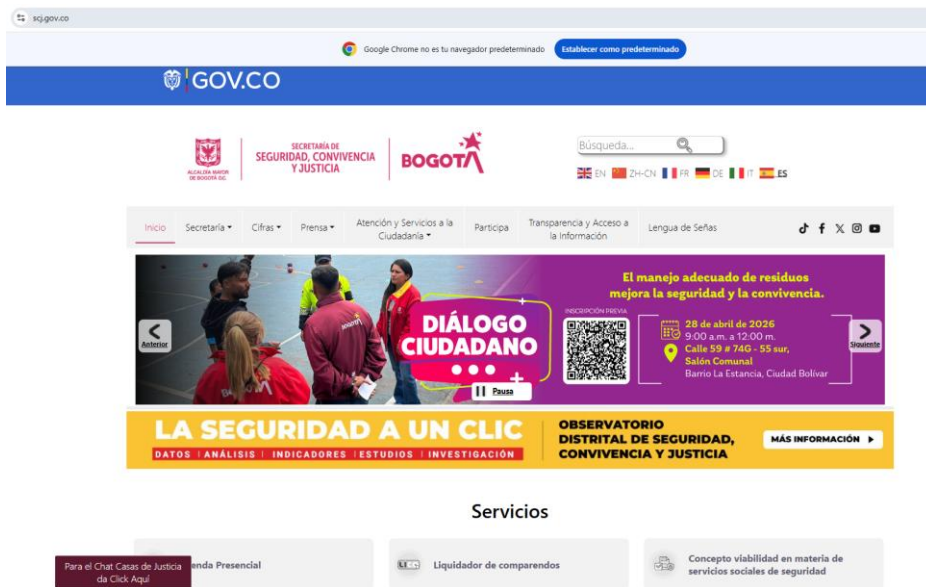 scj.gov.co
Google Chrome no es tu navegador predeterminado
Establecer como predeterminado
GOV.CO
ALCALDÍA MAYOR
DE BOGOTÁ D.C.
SECRETARÍA DE
SEGURIDAD, CONVIVENCIA
Y JUSTICIA
BOGOTÁ
Búsqueda...
EN ZH-CN FR DE IT ES
Inicio
Secretaría
Cifras
Prensa
Atención y Servicios a la
Ciudadanía
Participa
Transparencia y Acceso a
la Información
Lengua de Señas
Anterior
DIÁLOGO
CIUDADANO
Pausa
El manejo adecuado de residuos
mejora la seguridad y la convivencia.
INSCRIPCIÓN PREVIA
28 de abril de 2026
9:00 a.m. a 12:00 m.
Calle 59 # 74G - 55 sur,
Salón Comunal
Barrio La Estancia, Ciudad Bolívar
Siguiente
LA SEGURIDAD A UN CLIC
DATOS | ANÁLISIS | INDICADORES | ESTUDIOS | INVESTIGACIÓN
OBSERVATORIO
DISTRITAL DE SEGURIDAD,
CONVIVENCIA Y JUSTICIA
MÁS INFORMACIÓN
Servicios
Para el Chat Casas de Justicia
da Click Aquí
enda Presencial
Liquidador de comparendos
Concepto viabilidad en materia de
servicios sociales de seguridad